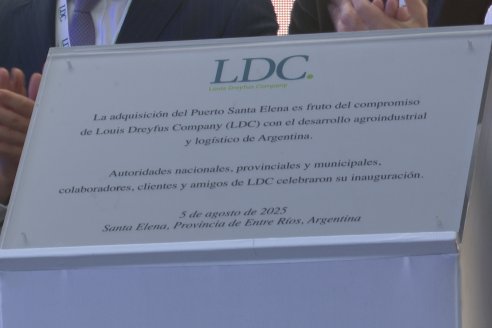 LDC
LDC.
Louis Dreyfus Company
La adquisición del Puerto Santa Elena es fruto del compromiso
de Louis Dreyfus Company (LDC) con el desarrollo agroindustrial
y logístico de Argentina.
Autoridades nacionales, provinciales y municipales,
colaboradores, clientes y amigos de LDC celebraron su inauguración.
5 de agosto de 2025
Santa Elena, Provincia de Entre Ríos, Argentina